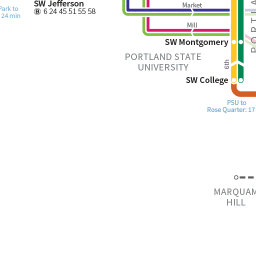 SW Jefferson
6 24 45 51 55 58
Park to
24 min
Market
Mill
SW Montgomery
PORTLAND STATE
UNIVERSITY
6th
SW College
PSU to
Rose Quarter: 17
MARQUAM
HILL